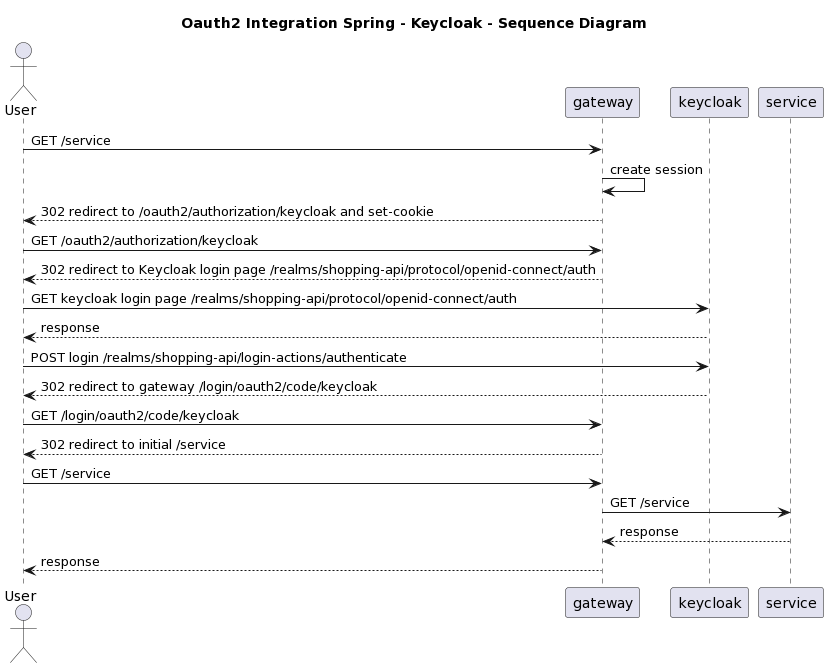 Oauth2 Integration Spring - Keycloak - Sequence Diagram
User
gateway
keycloak
service
GET /service
create session
302 redirect to /oauth2/authorization/keycloak and set-cookie
GET /oauth2/authorization/keycloak
302 redirect to Keycloak login page /realms/shopping-api/protocol/openid-connect/auth
GET keycloak login page /realms/shopping-api/protocol/openid-connect/auth
response
POST login /realms/shopping-api/login-actions/authenticate
302 redirect to gateway /login/oauth2/code/keycloak
GET /login/oauth2/code/keycloak
302 redirect to initial /service
GET /service
GET /service
response
response
User
gateway
keycloak
service